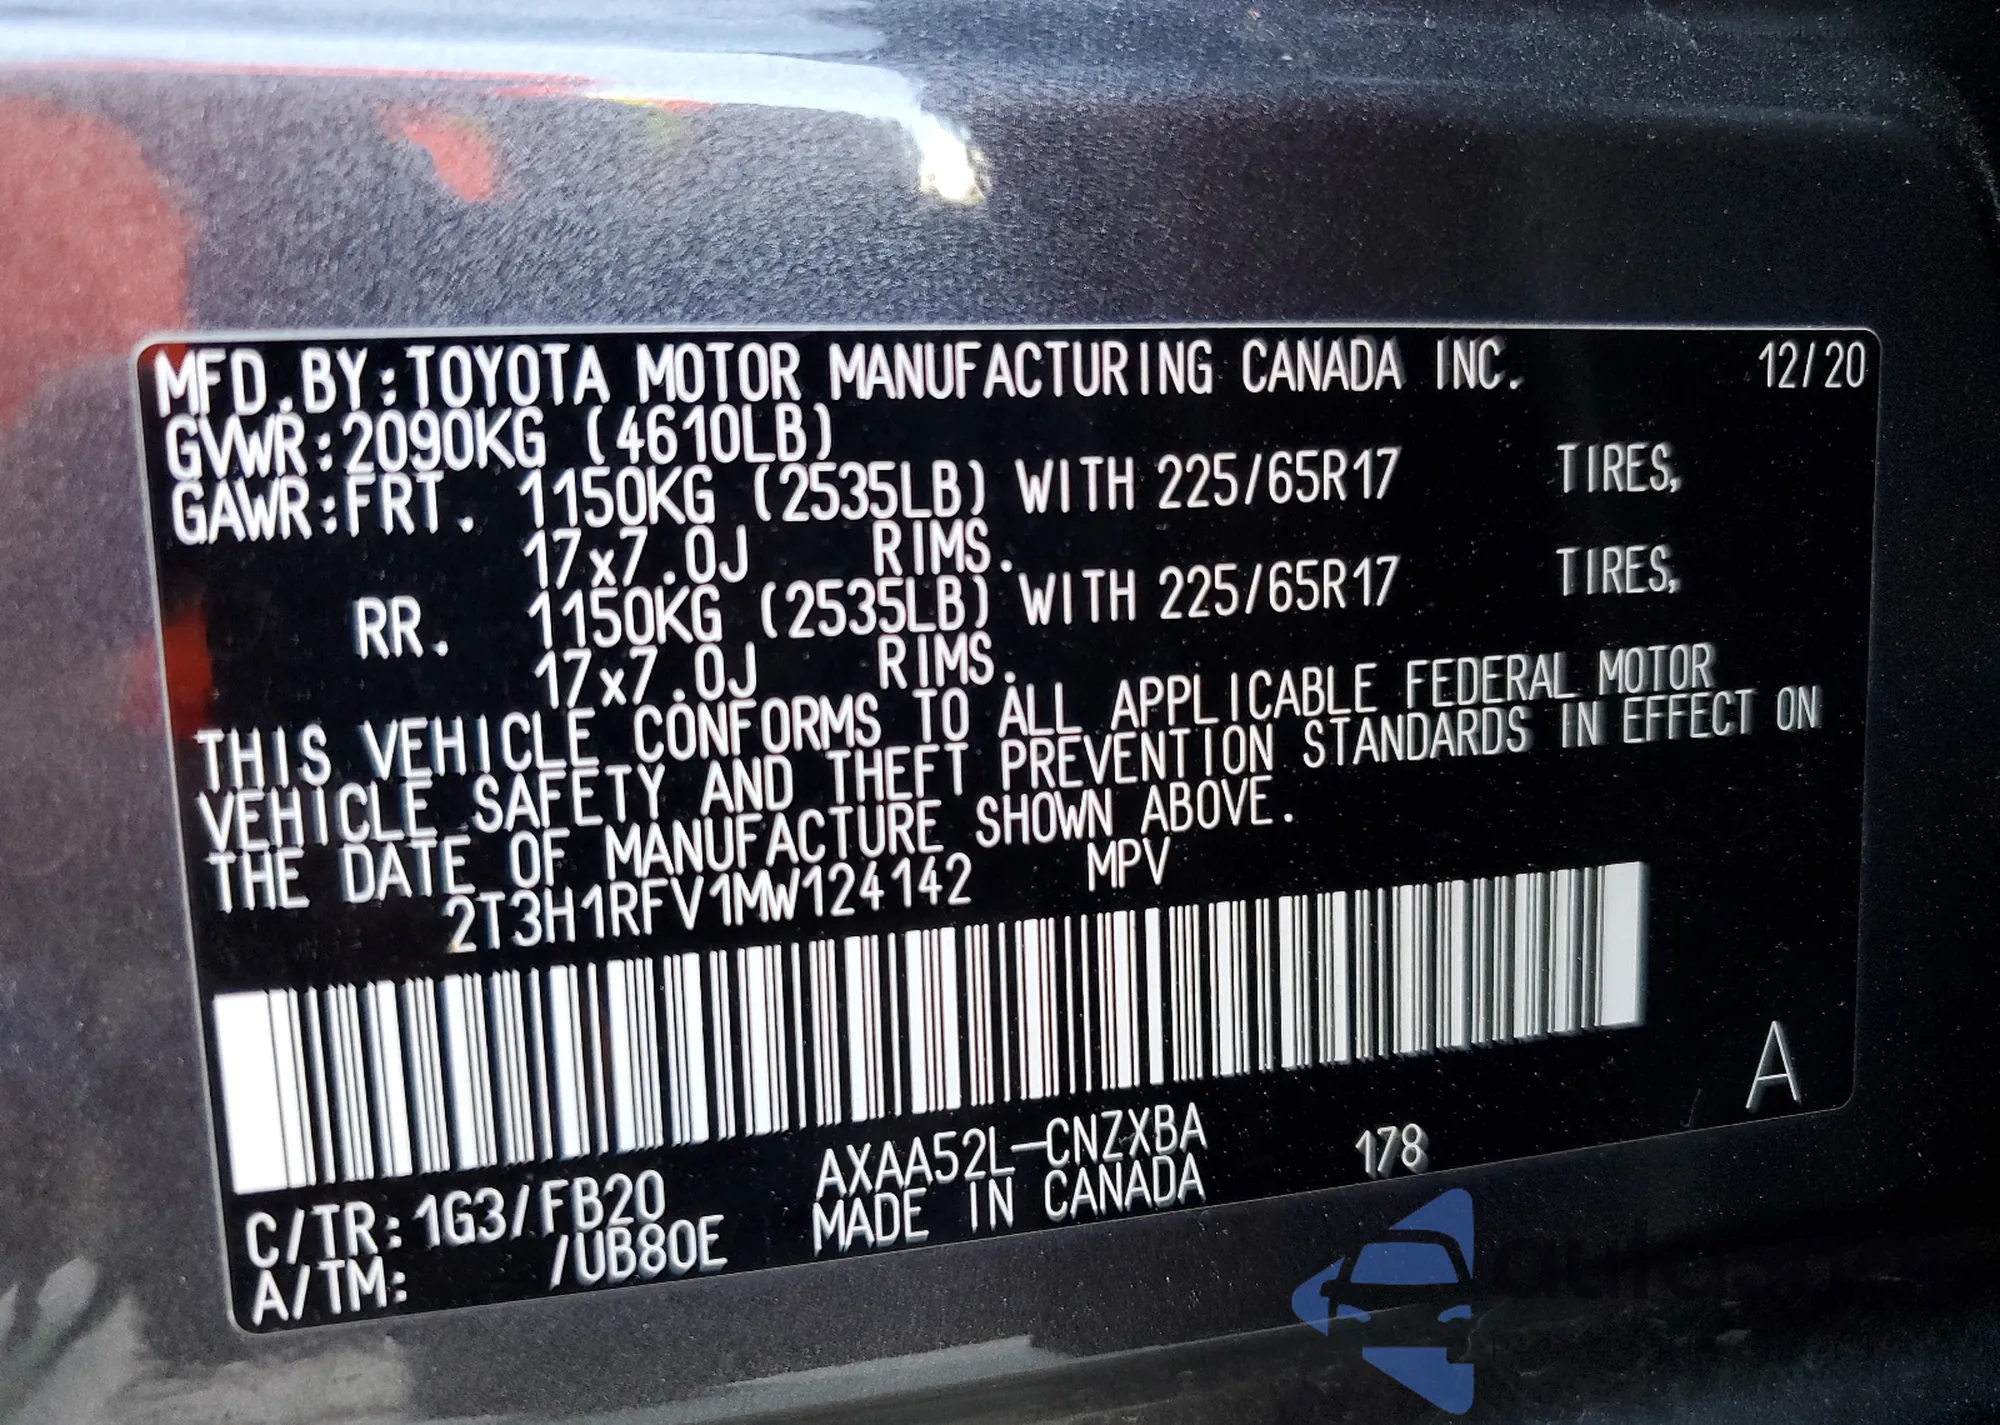 MFD.BY:TOYOTA MOTOR MANUFACTURING CANADA INC. 12/20
GVWR:2090KG (4610LB)
GAWR:FRT. 1150KG (2535LB) WITH 225/65R17 TIRES,
17x7.0J RIMS.
RR. 1150KG (2535LB) WITH 225/65R17 TIRES,
17x7.0J RIMS.
THIS VEHICLE CONFORMS TO ALL APPLICABLE FEDERAL MOTOR
VEHICLE SAFETY AND THEFT PREVENTION STANDARDS IN EFFECT ON
THE DATE OF MANUFACTURE SHOWN ABOVE.
2T3H1RFV1MW124142 MPV
A
C/TR:1G3/FB20 AXAA52L-CNZXBA 178
A/TM: /UB80E MADE IN CANADA